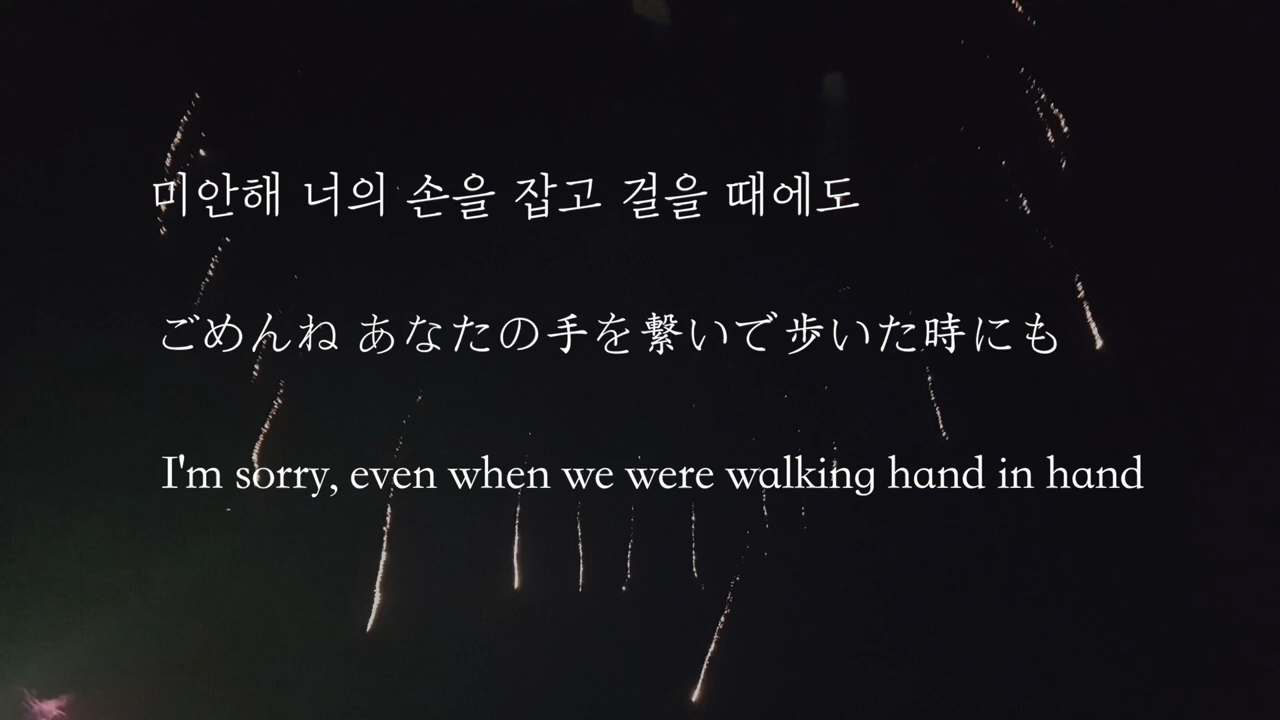 미안해 너의 손을 잡고 걸을 때에도
ごめんね あなたの手を繋いで歩いた時にも
I'm sorry, even when we were walking hand in hand